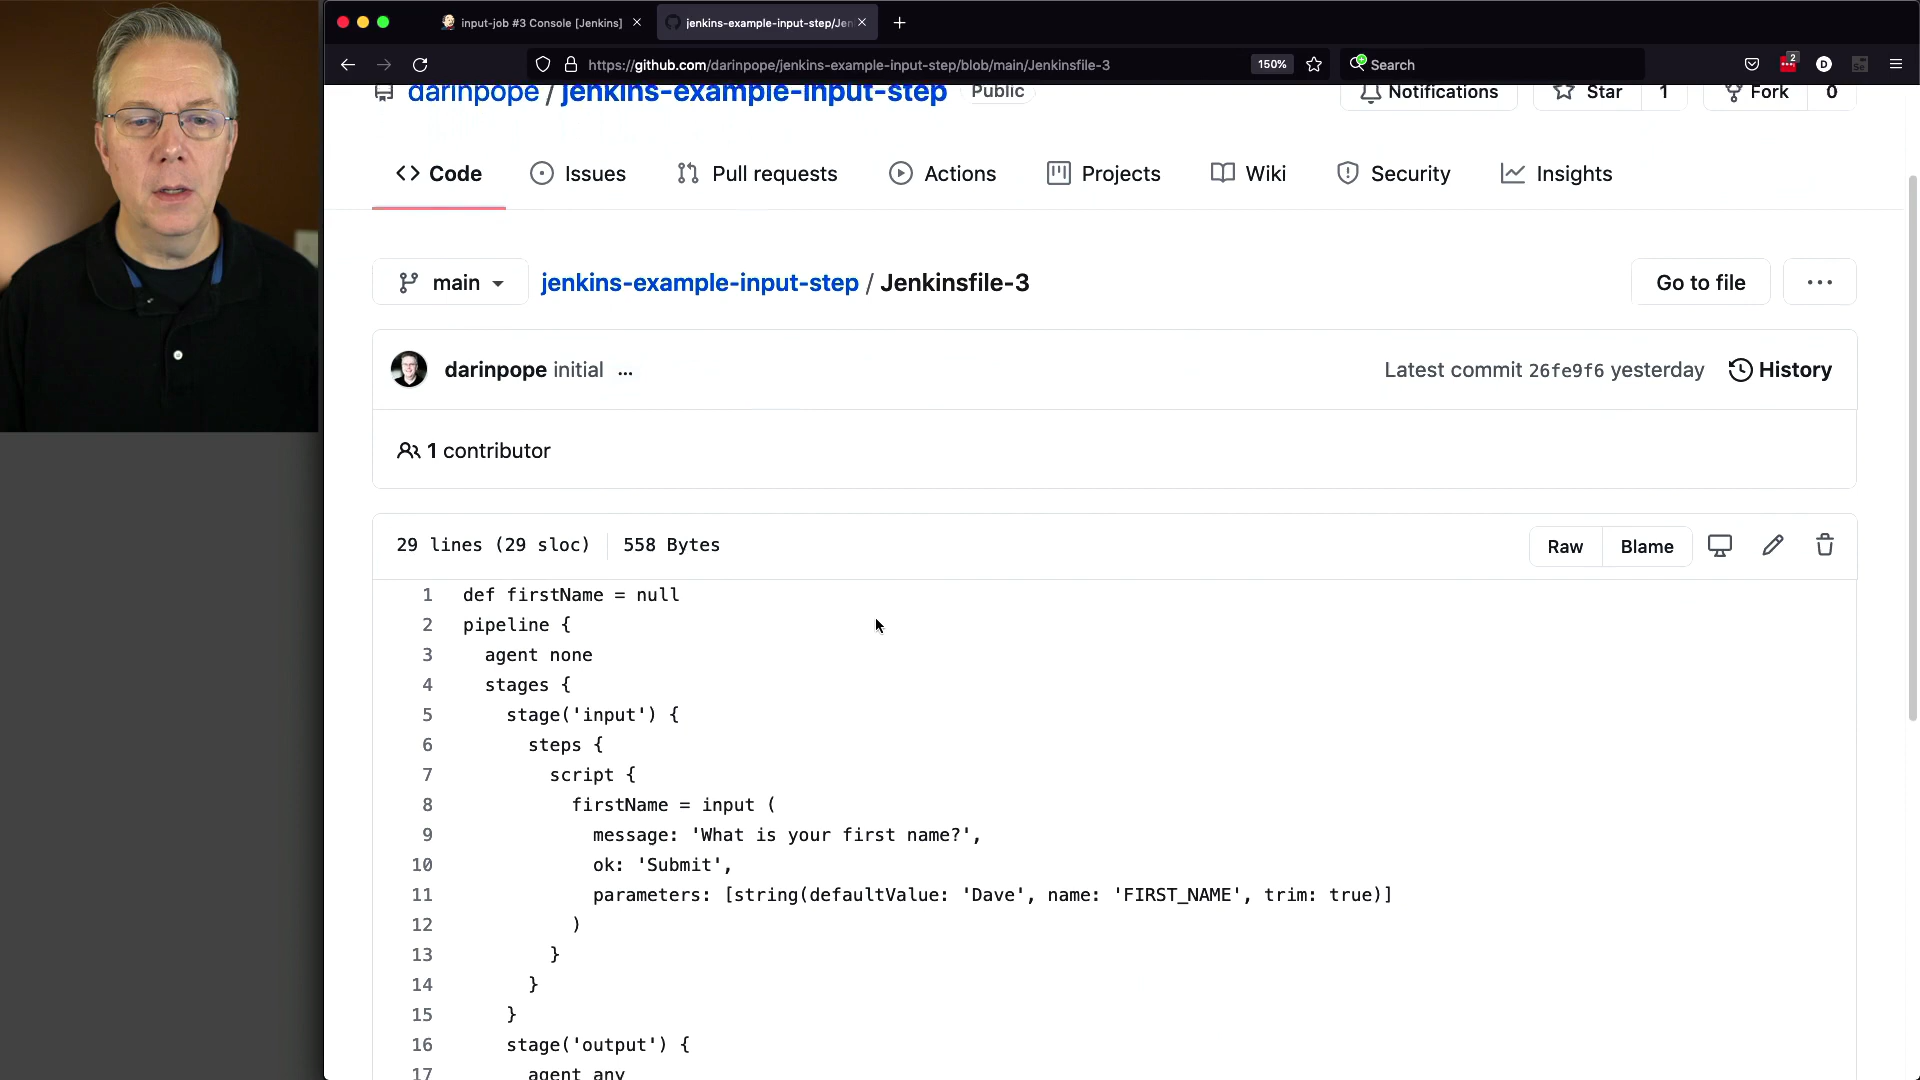 input-job #3 Console [Jenkins]
jenkins-example-input-step/Jen
https://github.com/darinpope/jenkins-example-input-step/blob/main/Jenkinsfile-3
150%
Search
2
D
darinpope / jenkins-example-input-step
Public
Notifications
Star
1
Fork
0
Code
Issues
Pull requests
Actions
Projects
Wiki
Security
Insights
main
jenkins-example-input-step / Jenkinsfile-3
Go to file
darinpope initial ...
Latest commit 26fe9f6 yesterday
History
1 contributor
29 lines (29 sloc)
558 Bytes
Raw
Blame
1 def firstName = null
2 pipeline {
3 agent none
4 stages {
5 stage('input') {
6 steps {
7 script {
8 firstName = input (
9 message: 'What is your first name?',
10 ok: 'Submit',
11 parameters: [string(defaultValue: 'Dave', name: 'FIRST_NAME', trim: true)]
12 )
13 }
14 }
15 }
16 stage('output') {
17 agent any